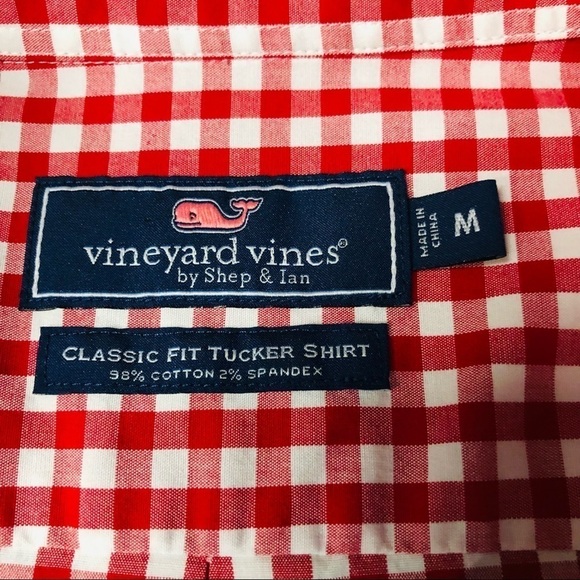 vineyard vines®
by Shep & Ian
MADE IN
CHINA
M
CLASSIC FIT TUCKER SHIRT
98% COTTON 2% SPANDEX